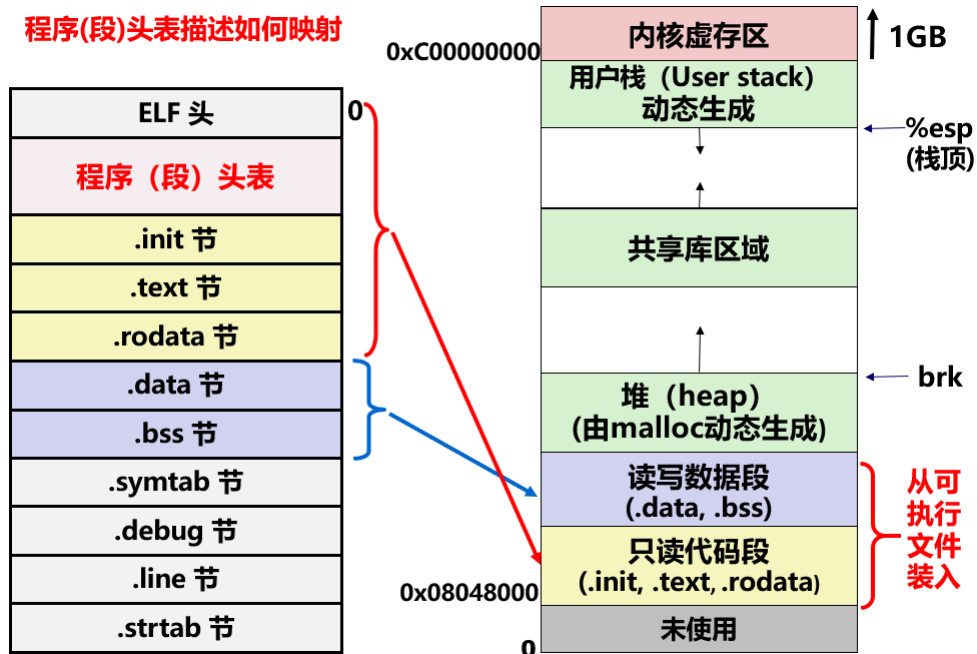 程序(段)头表描述如何映射
ELF 头
0
程序（段）头表
.init 节
.text 节
.rodata 节
.data 节
.bss 节
.symtab 节
.debug 节
.line 节
.strtab 节
0xC00000000
内核虚存区
1GB
用户栈（User stack）
动态生成
%esp
(栈顶)
共享库区域
brk
堆（heap）
(由malloc动态生成)
读写数据段
(.data, .bss)
只读代码段
(.init, .text, .rodata)
从可
执行
文件
装入
0x08048000
未使用
0